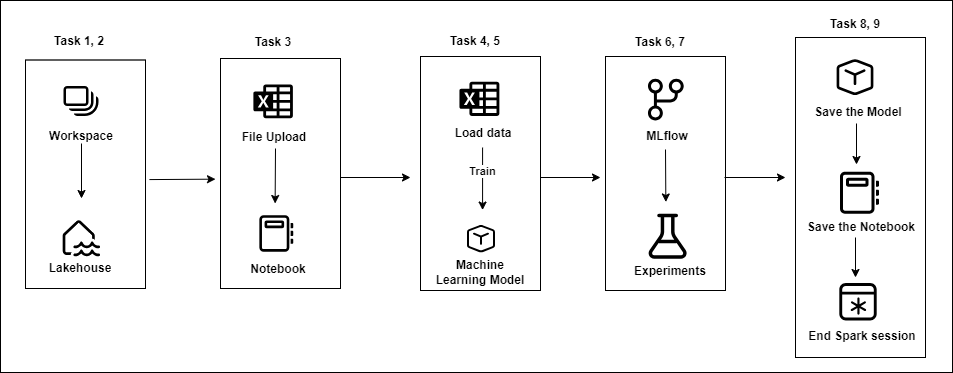 Task 1, 2
Workspace
Lakehouse
Task 3
X
File Upload
Notebook
Task 4, 5
X
Load data
Train
Machine
Learning Model
Task 6, 7
MLflow
Experiments
Task 8, 9
Save the Model
Save the Notebook
End Spark session